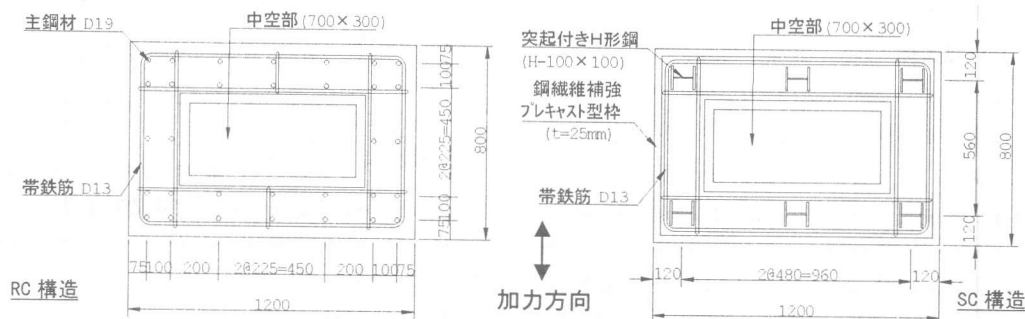 主鋼材 D19
中空部(700×300)
帯鉄筋 D13
75
100
2@225=450
100
75
800
75 100 200 2@225=450 200 100 75
1200
RC 構造
加力方向
突起付きH形鋼
(H-100×100)
鋼繊維補強
プレキャスト型枠
(t=25mm)
中空部(700×300)
帯鉄筋 D13
120
560
120
800
120 2@480=960 120
1200
SC 構造